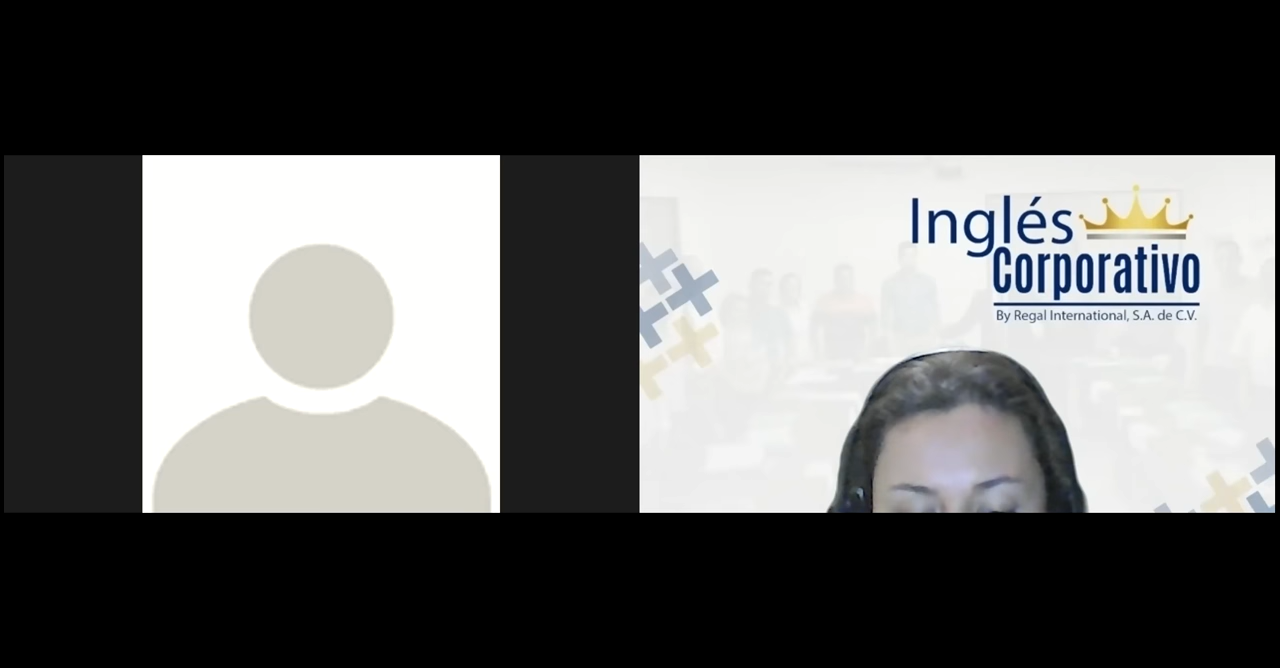 Inglés
Corporativo
By Regal International, S.A. de C.V.